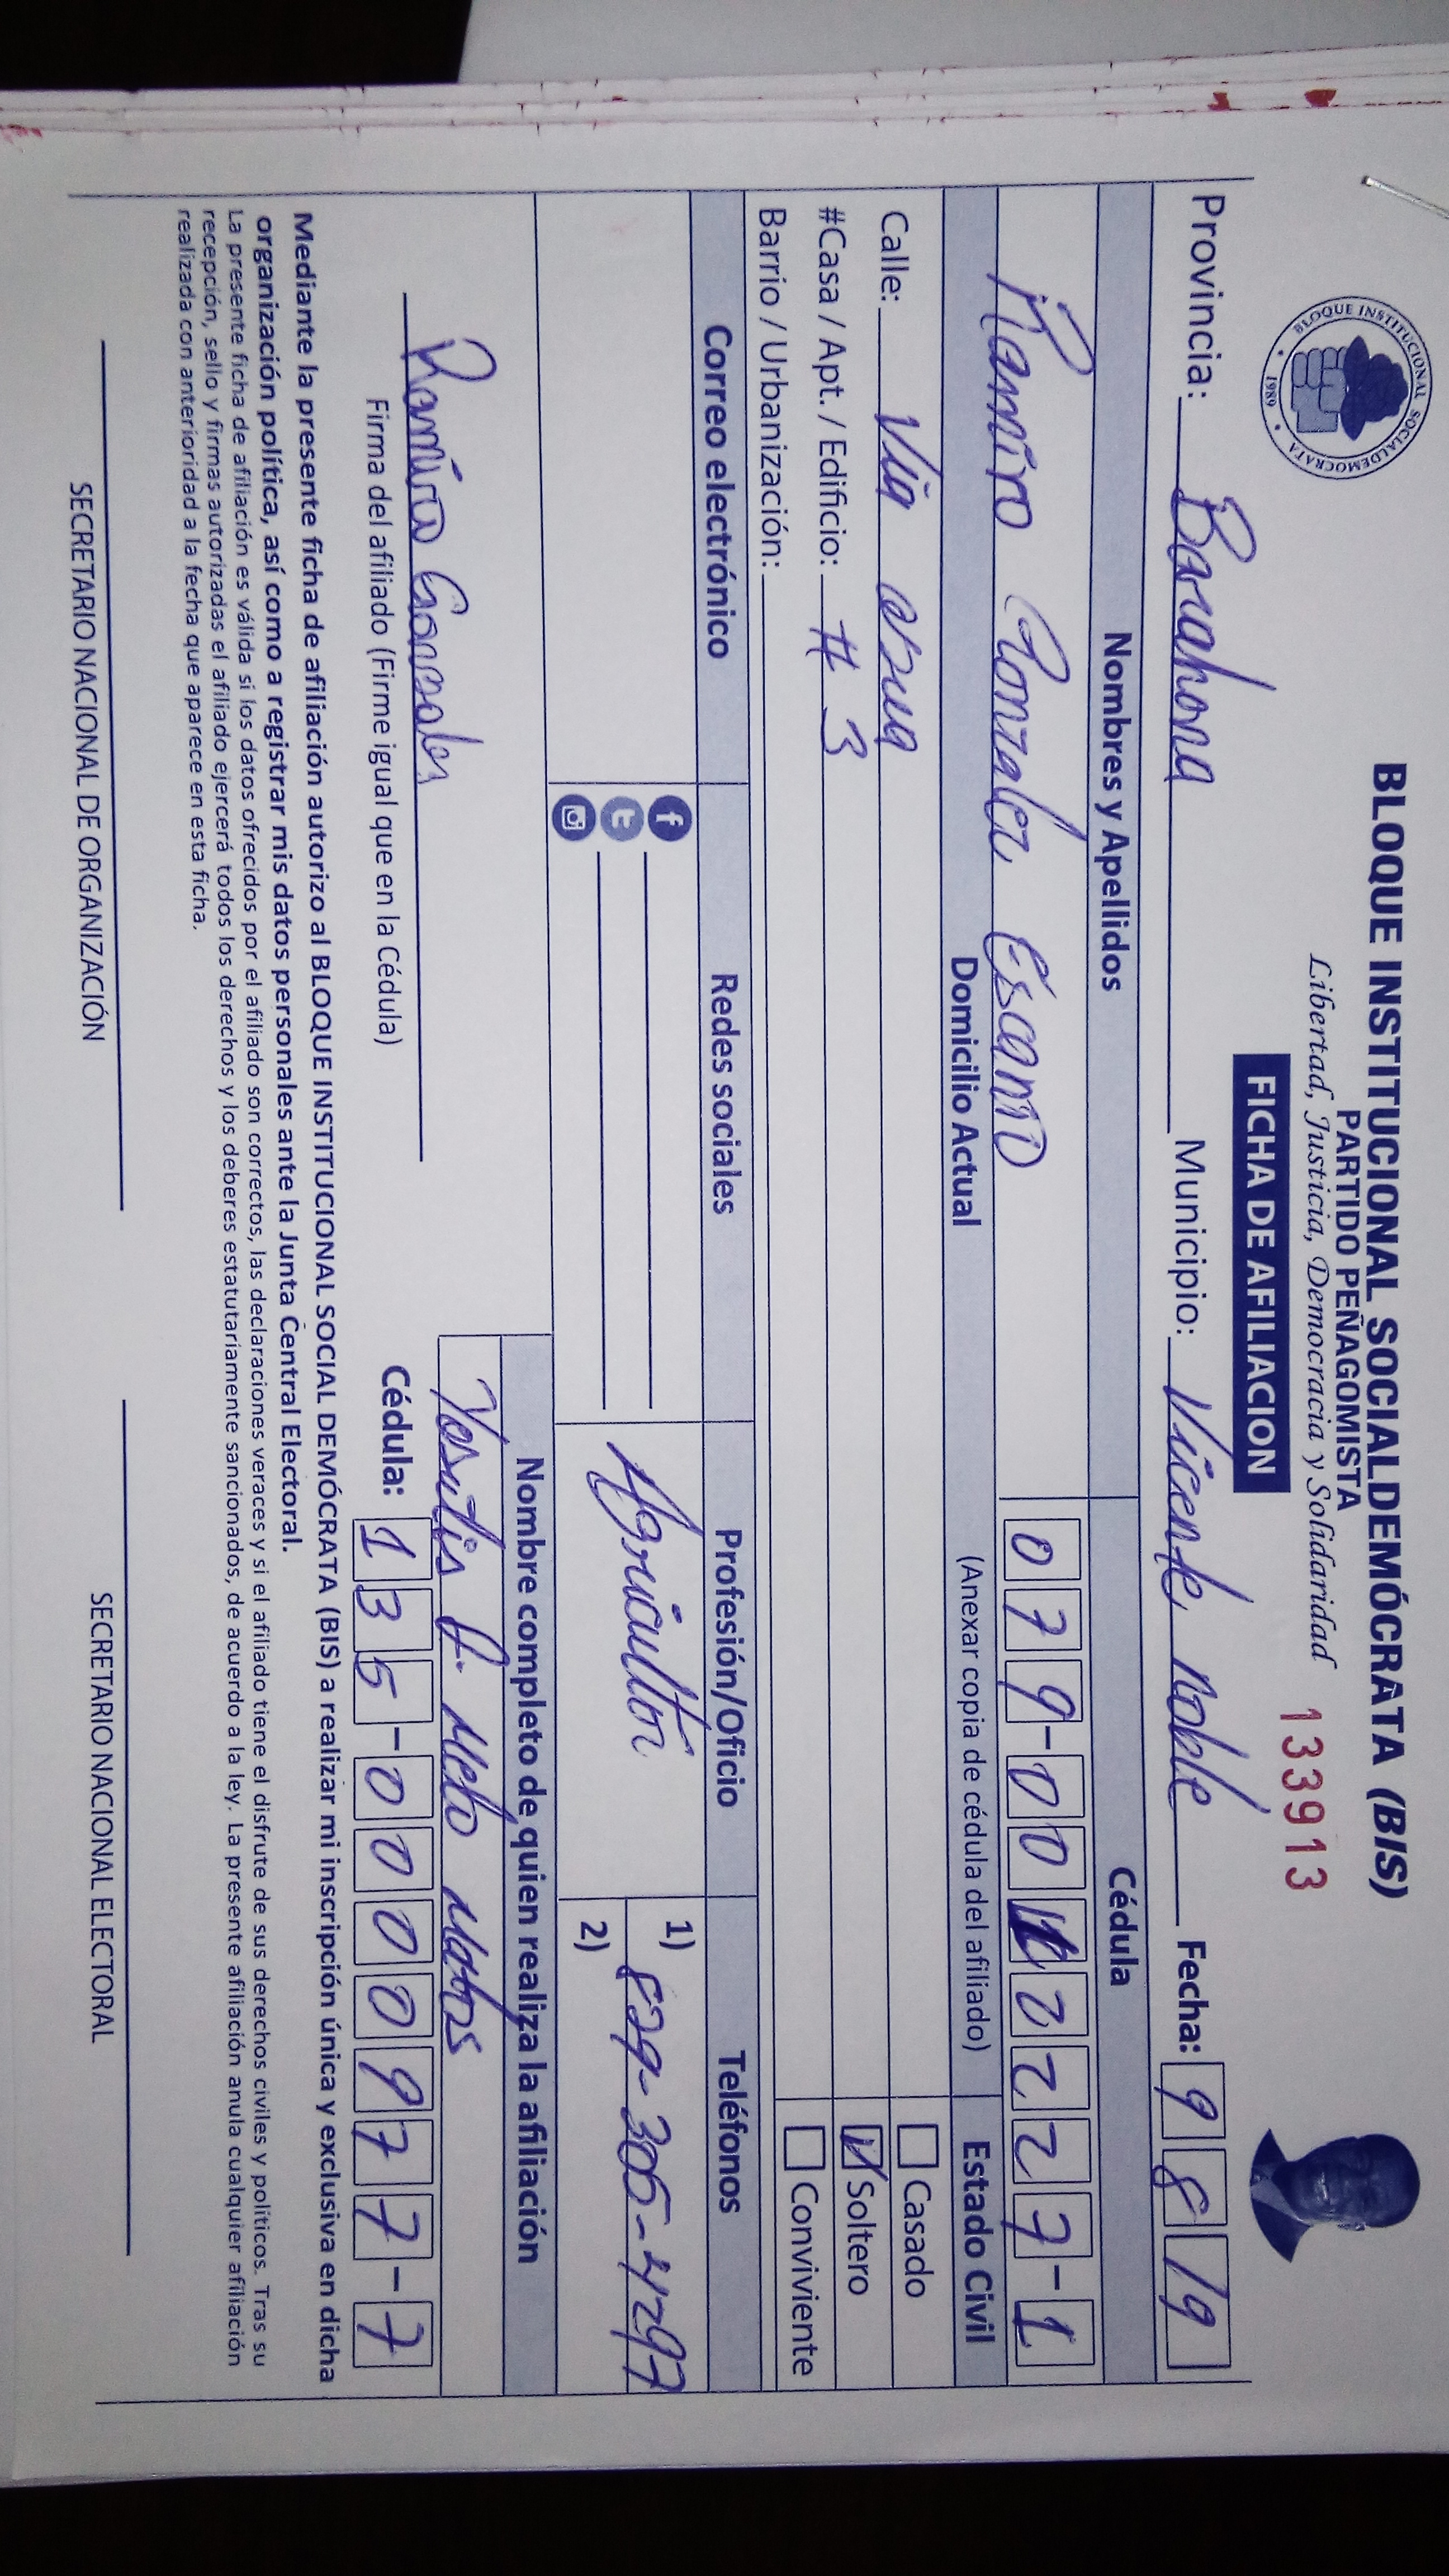 BLOQUE INSTITUCIONAL SOCIALDEMOCRATA
1989
BLOQUE INSTITUCIONAL SOCIALDEMÓCRATA (BIS)
PARTIDO PEÑAGOMISTA
Libertad, Justicia, Democracia y Solidaridad
133913
FICHA DE AFILIACION
Provincia: Barahona Municipio: Vicente noble Fecha: 9 8 19
Nombres y Apellidos Cédula
Ramiro Gonzalez Escaño 079-00 0227-1
Domicilio Actual (Anexar copia de cédula del afiliado) Estado Civil
Calle: Via azua Casado
#Casa / Apt. / Edificio: # 3 Soltero
Barrio / Urbanización: Conviviente
Correo electrónico Redes sociales Profesión/Oficio Teléfonos
Agricultor 1) 829-305-4297
2)
Nombre completo de quien realiza la afiliación
Ramiro Gonzalez
Matos
Firma del afiliado (Firme igual que en la Cédula) Cédula: 135-0000977-7
Mediante la presente ficha de afiliación autorizo al BLOQUE INSTITUCIONAL SOCIAL DEMÓCRATA (BIS) a realizar mi inscripción única y exclusiva en dicha
organización política, así como a registrar mis datos personales ante la Junta Central Electoral.
La presente ficha de afiliación es válida si los datos ofrecidos por el afiliado son correctos, las declaraciones veraces y si el afiliado tiene el disfrute de sus derechos civiles y políticos. Tras su
recepción, sello y firmas autorizadas el afiliado ejercerá todos los derechos y los deberes estatutariamente sancionados, de acuerdo a la ley. La presente afiliación anula cualquier afiliación
realizada con anterioridad a la fecha que aparece en esta ficha.
SECRETARIO NACIONAL DE ORGANIZACIÓN SECRETARIO NACIONAL ELECTORAL